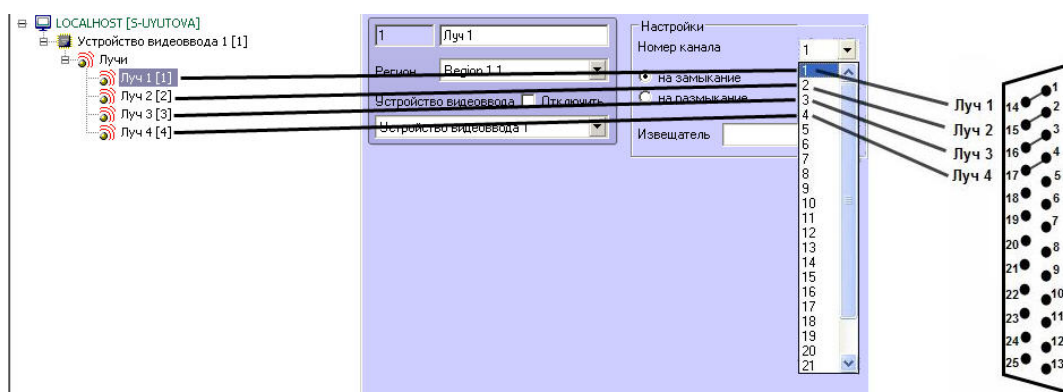 LOCALHOST [S-UYUTOVA]
Устройство видеоввода 1 [1]
Лучи
Луч 1 [1]
Луч 2 [2]
Луч 3 [3]
Луч 4 [4]
1
Луч 1
Регион
Region 1.1
Устройство видеоввода
Отключить
Устройство видеоввода 1
Настройки
Номер канала
1
на замыкание
на размыкание
Извещатель
1
2
3
4
5
6
7
8
9
10
11
12
13
14
15
16
17
18
19
20
21
Луч 1
Луч 2
Луч 3
Луч 4
14
15
16
17
18
19
20
21
22
23
24
25
1
2
3
4
5
6
7
8
9
10
11
12
13